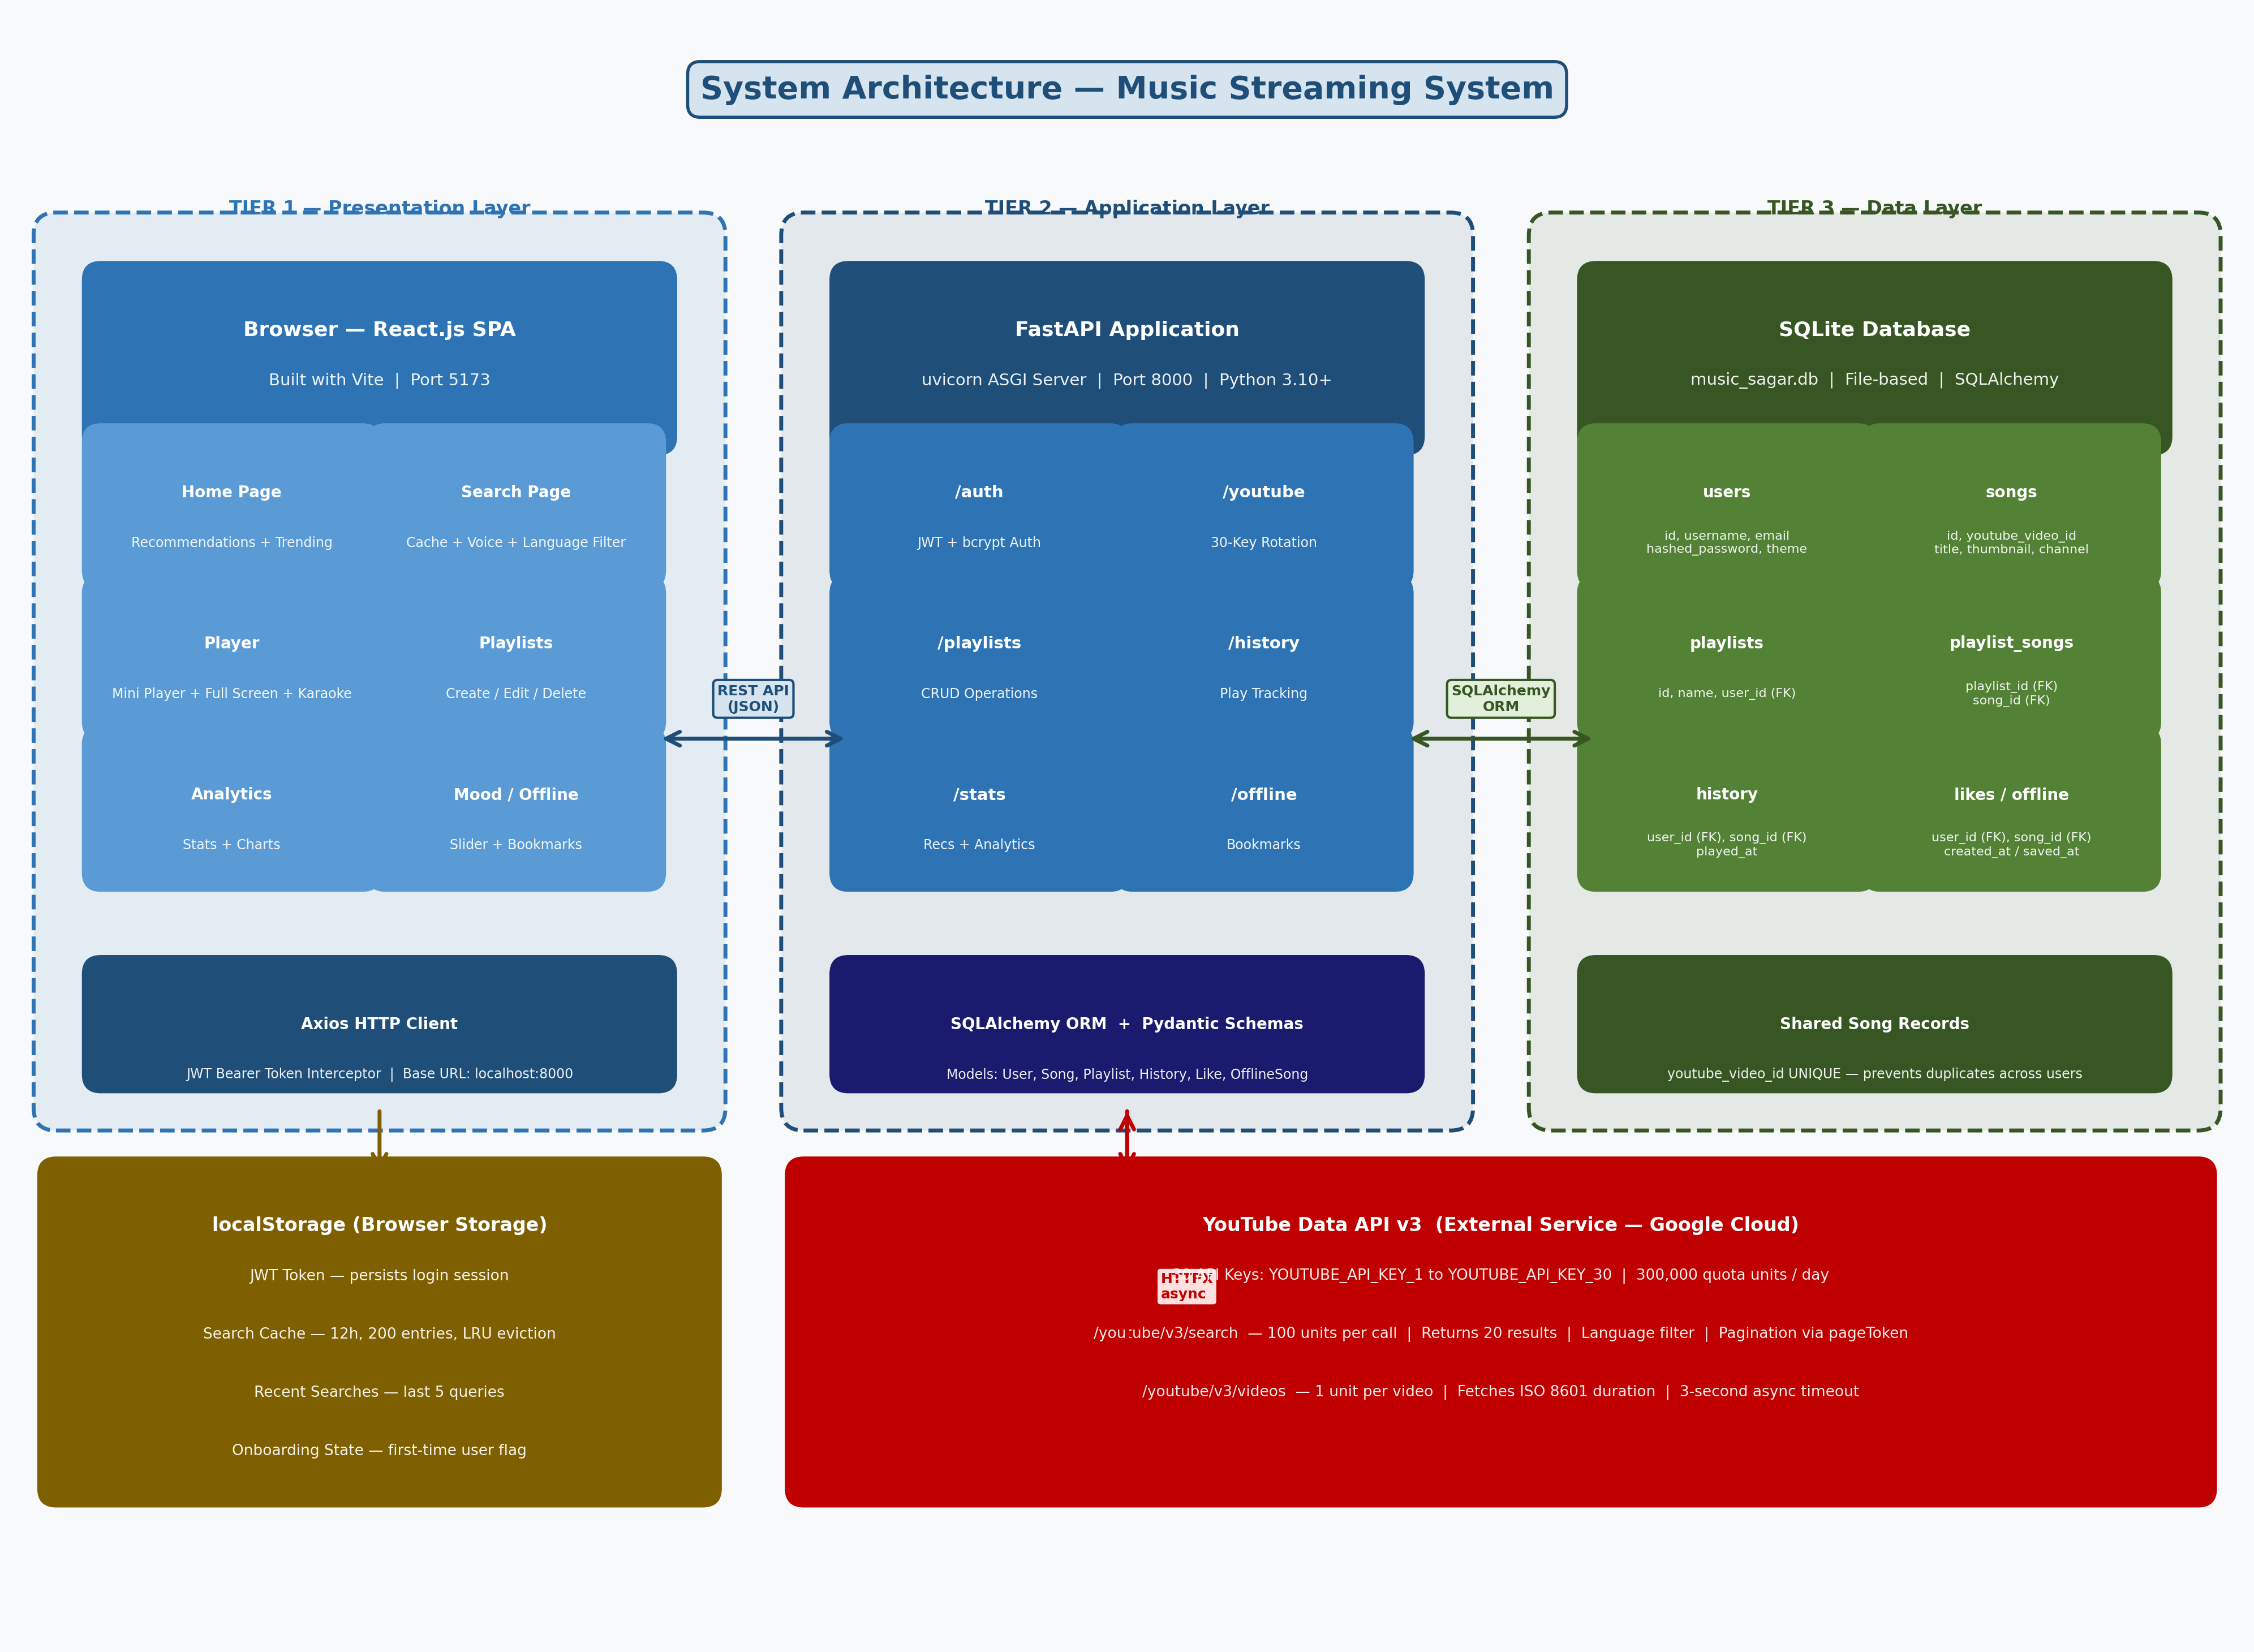 System Architecture — Music Streaming System
TIER 1 — Presentation Layer
Browser — React.js SPA
Built with Vite | Port 5173
Home Page
Recommendations + Trending
Search Page
Cache + Voice + Language Filter
Player
Mini Player + Full Screen + Karaoke
Playlists
Create / Edit / Delete
Analytics
Stats + Charts
Mood / Offline
Slider + Bookmarks
Axios HTTP Client
JWT Bearer Token Interceptor | Base URL: localhost:8000
REST API
(JSON)
TIER 2 — Application Layer
FastAPI Application
uvicorn ASGI Server | Port 8000 | Python 3.10+
/auth
JWT + bcrypt Auth
/youtube
30-Key Rotation
/playlists
CRUD Operations
/history
Play Tracking
/stats
Recs + Analytics
/offline
Bookmarks
SQLAlchemy ORM + Pydantic Schemas
Models: User, Song, Playlist, History, Like, OfflineSong
SQLAlchemy
ORM
TIER 3 — Data Layer
SQLite Database
music_sagar.db | File-based | SQLAlchemy
users
id, username, email
hashed_password, theme
songs
id, youtube_video_id
title, thumbnail, channel
playlists
id, name, user_id (FK)
playlist_songs
playlist_id (FK)
song_id (FK)
history
user_id (FK), song_id (FK)
played_at
likes / offline
user_id (FK), song_id (FK)
created_at / saved_at
Shared Song Records
youtube_video_id UNIQUE — prevents duplicates across users
localStorage (Browser Storage)
JWT Token — persists login session
Search Cache — 12h, 200 entries, LRU eviction
Recent Searches — last 5 queries
Onboarding State — first-time user flag
YouTube Data API v3 (External Service — Google Cloud)
Keys: YOUTUBE_API_KEY_1 to YOUTUBE_API_KEY_30 | 300,000 quota units / day
HTTPX
async
/youtube/v3/search — 100 units per call | Returns 20 results | Language filter | Pagination via pageToken
/youtube/v3/videos — 1 unit per video | Fetches ISO 8601 duration | 3-second async timeout